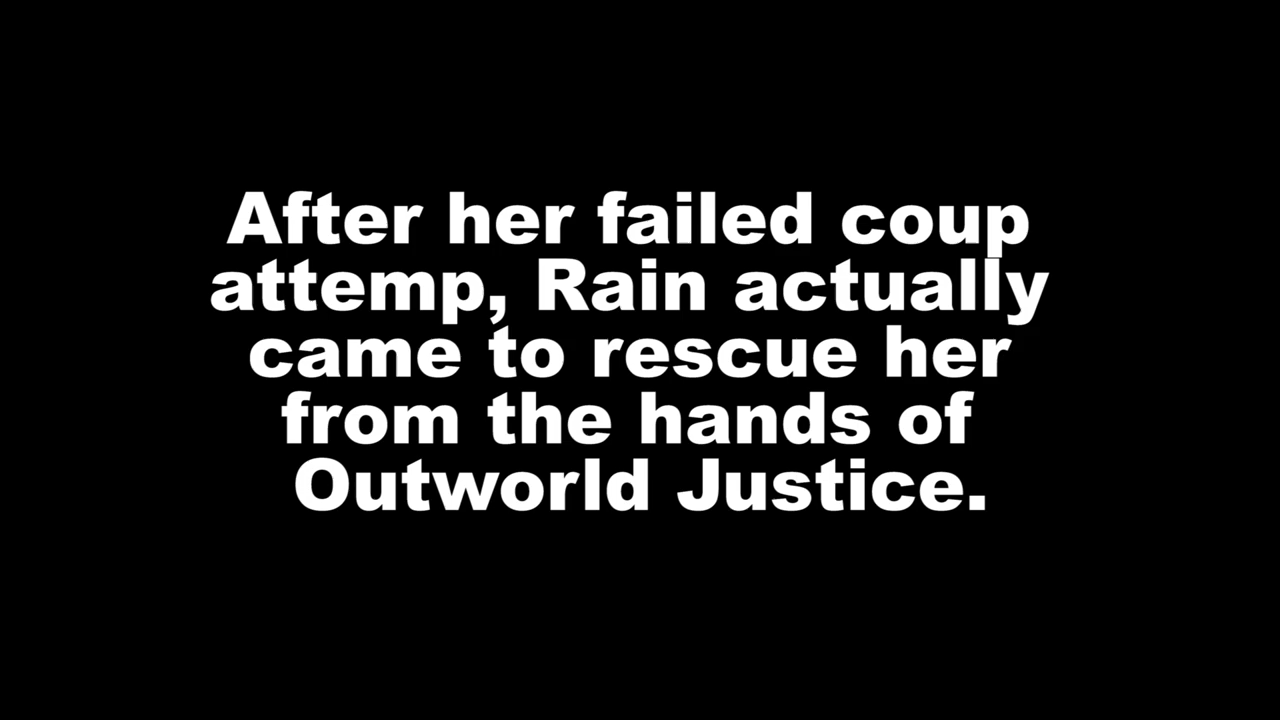 After her failed coup
attemp, Rain actually
came to rescue her
from the hands of
Outworld Justice.